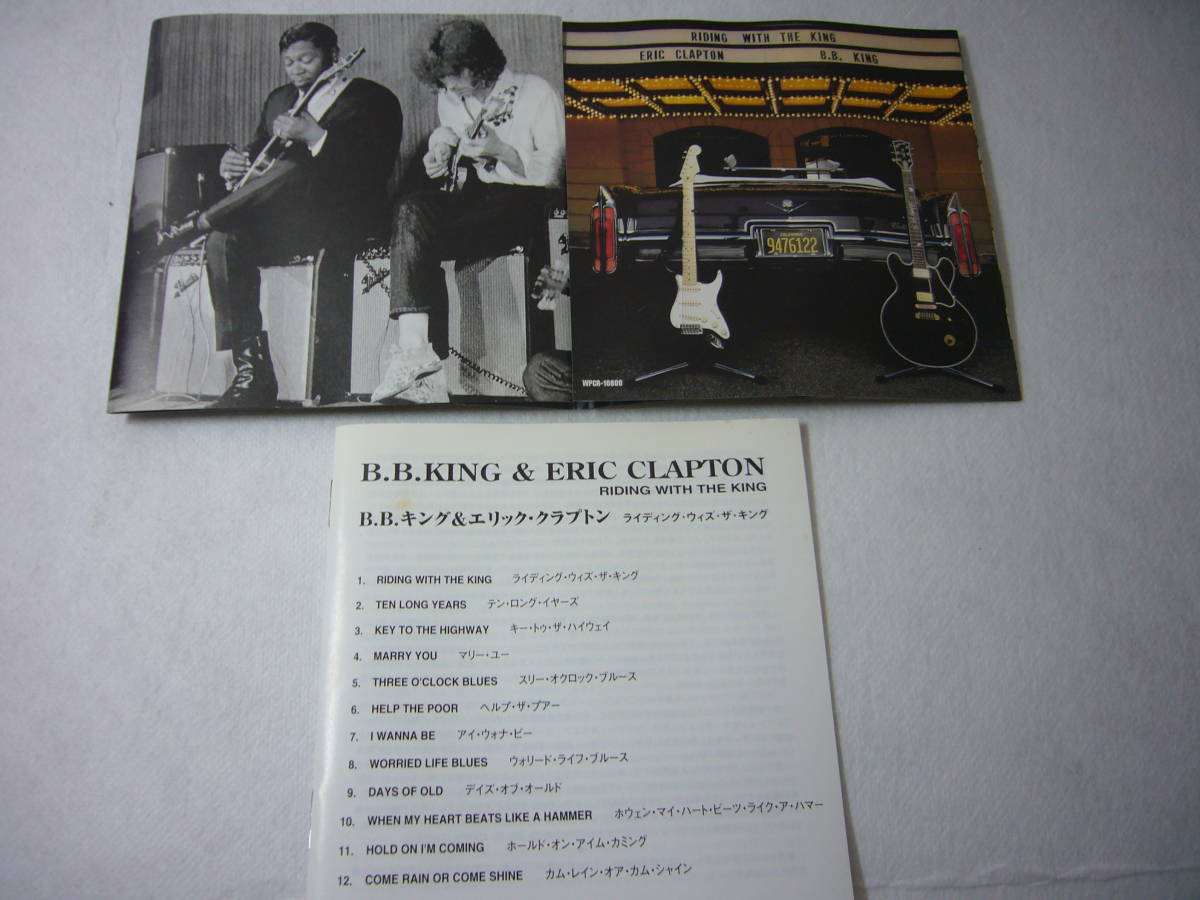 RIDING WITH THE KING
ERIC CLAPTON B.B. KING
CALIFORNIA
9476122
WPCR-16600
B.B.KING & ERIC CLAPTON
RIDING WITH THE KING
B.B.キング&エリック・クラプトン ライディング・ウィズ・ザ・キング
1. RIDING WITH THE KING ライディング・ウィズ・ザ・キング
2. TEN LONG YEARS テン・ロング・イヤーズ
3. KEY TO THE HIGHWAY キー・トゥ・ザ・ハイウェイ
4. MARRY YOU マリー・ユー
5. THREE O'CLOCK BLUES スリー・オクロック・ブルース
6. HELP THE POOR ヘルプ・ザ・プアー
7. I WANNA BE アイ・ウォナ・ビー
8. WORRIED LIFE BLUES ウォリード・ライフ・ブルース
9. DAYS OF OLD デイズ・オブ・オールド
10. WHEN MY HEART BEATS LIKE A HAMMER ホウェン・マイ・ハート・ビーツ・ライク・ア・ハマー
11. HOLD ON I'M COMING ホールド・オン・アイム・カミング
12. COME RAIN OR COME SHINE カム・レイン・オア・カム・シャイン